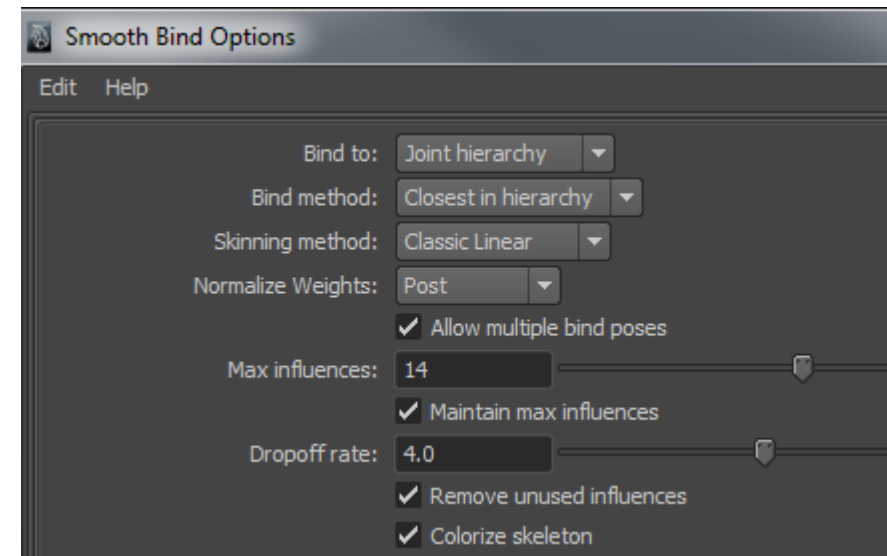 Smooth Bind Options
Edit Help
Bind to: Joint hierarchy
Bind method: Closest in hierarchy
Skinning method: Classic Linear
Normalize Weights: Post
Allow multiple bind poses
Max influences: 14
Maintain max influences
Dropoff rate: 4.0
Remove unused influences
Colorize skeleton